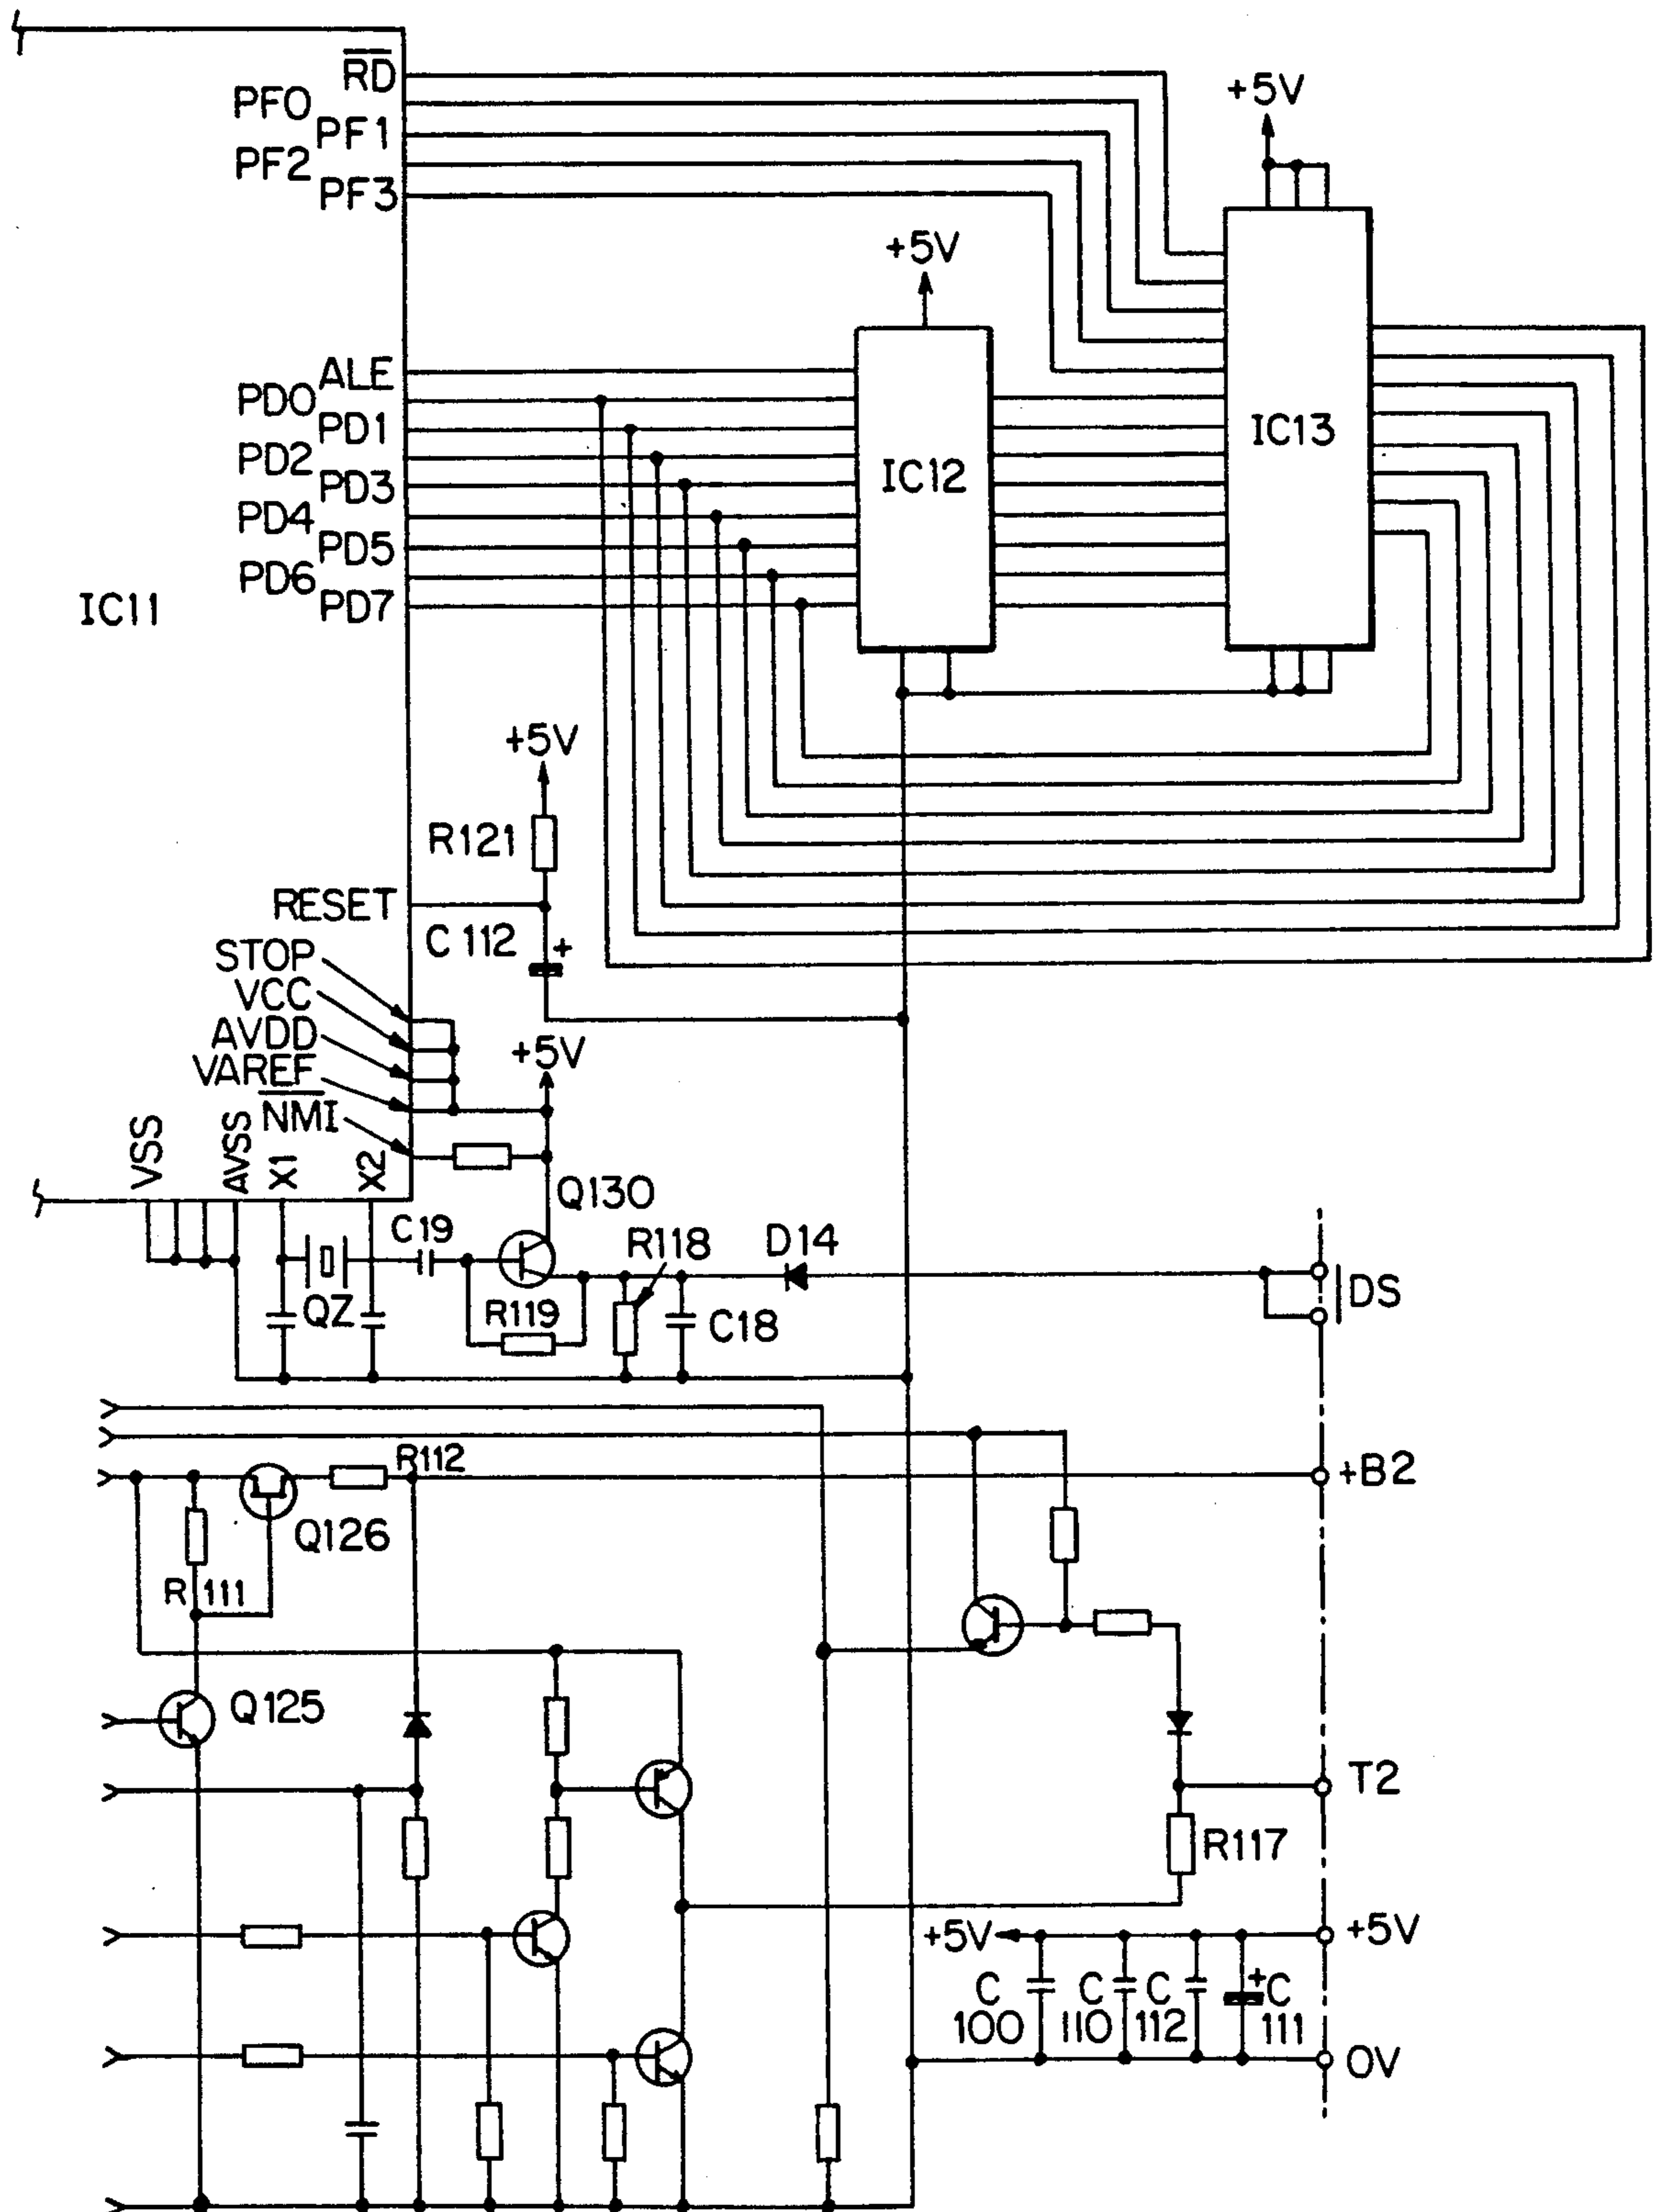 RD
PF0
+5V
PF1
PF2
PF3
+5V
ALE
PD0
PD1
IC13
PD2
IC12
PD3
PD4
PD5
PD6
IC11
PD7
+5V
R121
RESET
C 112
+
STOP
VCC
AVDD
+5V
VAREF
NMI
VSS
AVSS
X1
X2
Q130
C19
R118
D14
DS
QZ
R119
C18
R112
+B2
Q126
R 111
Q125
T2
R117
+5V
+5V
C
100
C
110
C
112
+
C
111
0V